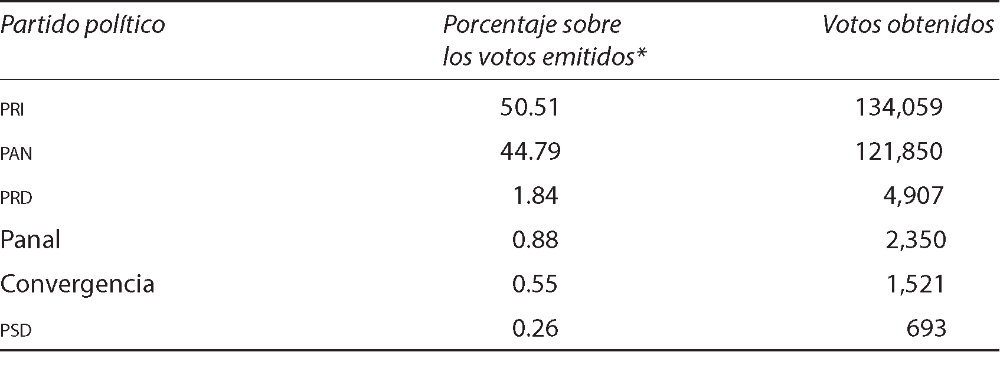 Partido político Porcentaje sobre Votos obtenidos
los votos emitidos*
PRI 50.51 134,059
PAN 44.79 121,850
PRD 1.84 4,907
Panal 0.88 2,350
Convergencia 0.55 1,521
PSD 0.26 693